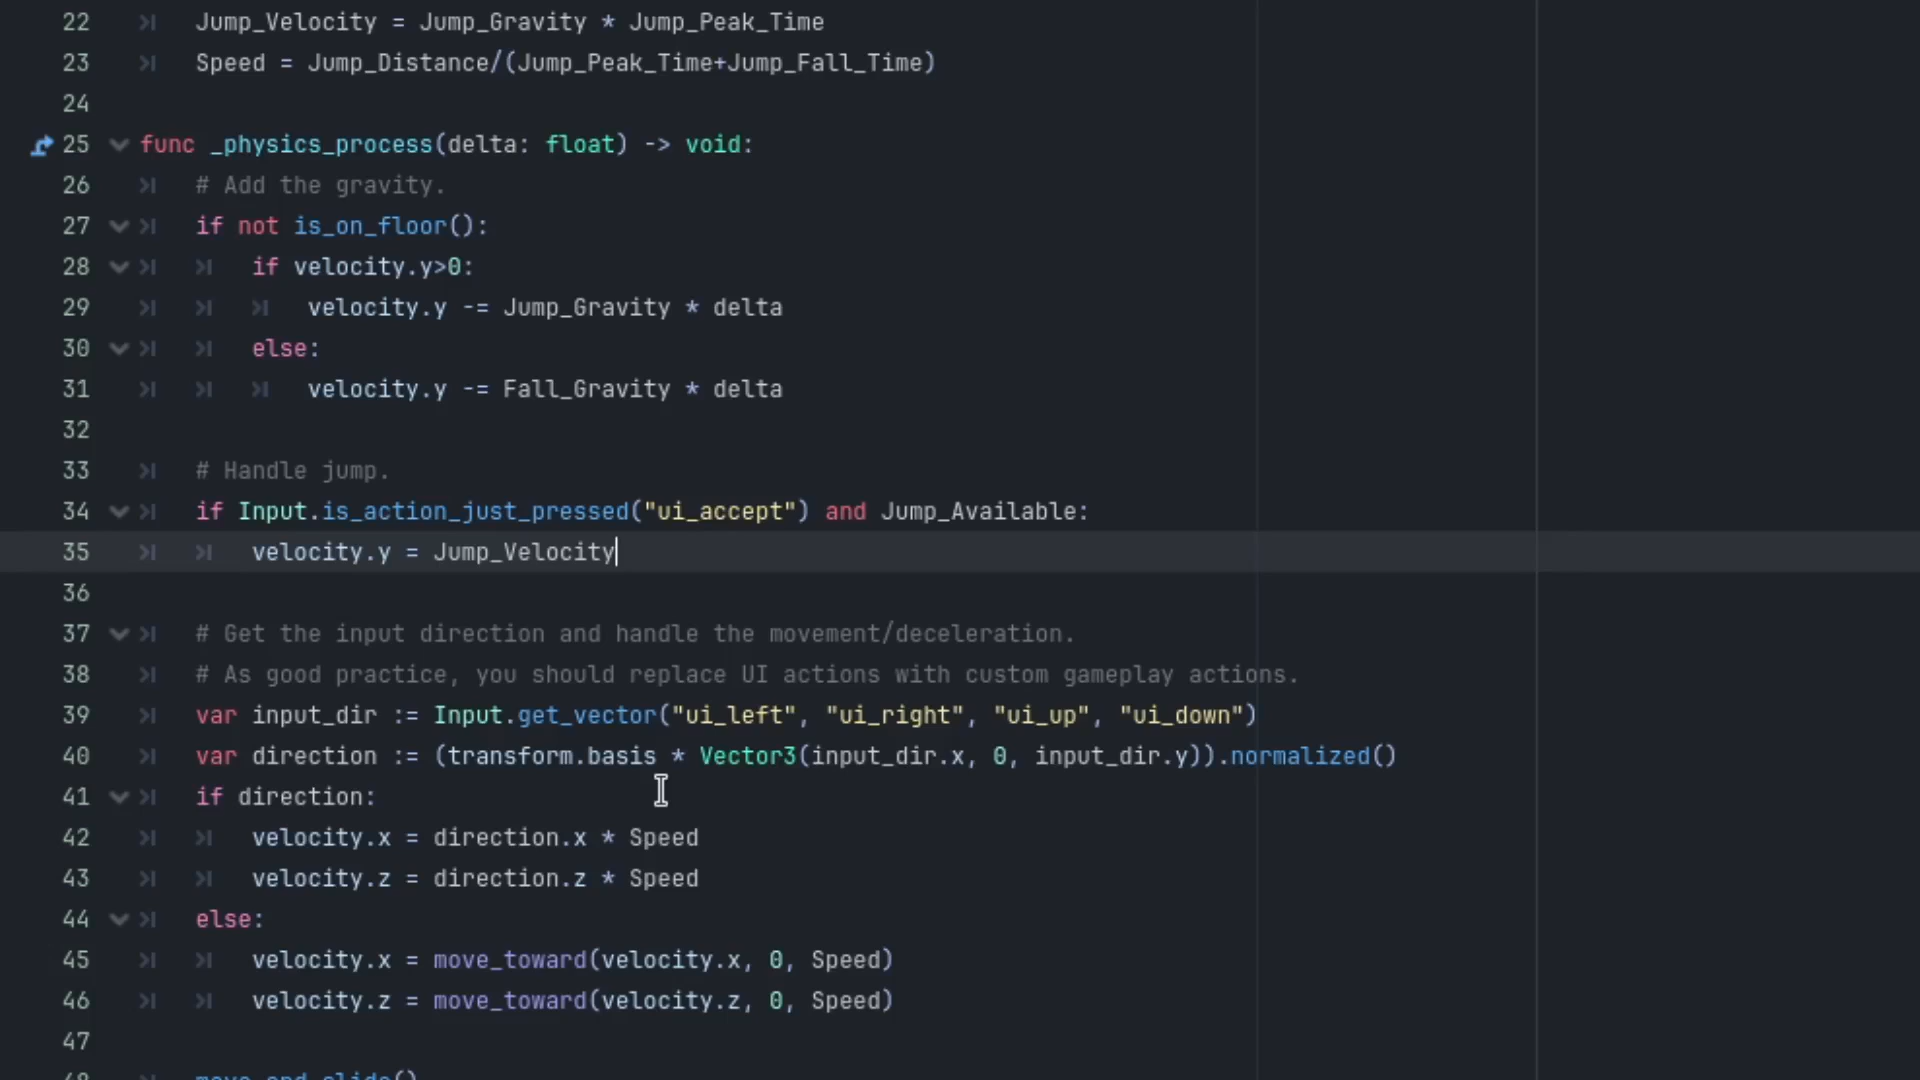 22 Jump_Velocity = Jump_Gravity * Jump_Peak_Time
23 Speed = Jump_Distance/(Jump_Peak_Time+Jump_Fall_Time)
24
25 func _physics_process(delta: float) -> void:
26 # Add the gravity.
27 if not is_on_floor():
28 if velocity.y>0:
29 velocity.y -= Jump_Gravity * delta
30 else:
31 velocity.y -= Fall_Gravity * delta
32
33 # Handle jump.
34 if Input.is_action_just_pressed("ui_accept") and Jump_Available:
35 velocity.y = Jump_Velocity
36
37 # Get the input direction and handle the movement/deceleration.
38 # As good practice, you should replace UI actions with custom gameplay actions.
39 var input_dir := Input.get_vector("ui_left", "ui_right", "ui_up", "ui_down")
40 var direction := (transform.basis * Vector3(input_dir.x, 0, input_dir.y)).normalized()
41 if direction:
42 velocity.x = direction.x * Speed
43 velocity.z = direction.z * Speed
44 else:
45 velocity.x = move_toward(velocity.x, 0, Speed)
46 velocity.z = move_toward(velocity.z, 0, Speed)
47
48 move_and_slide()